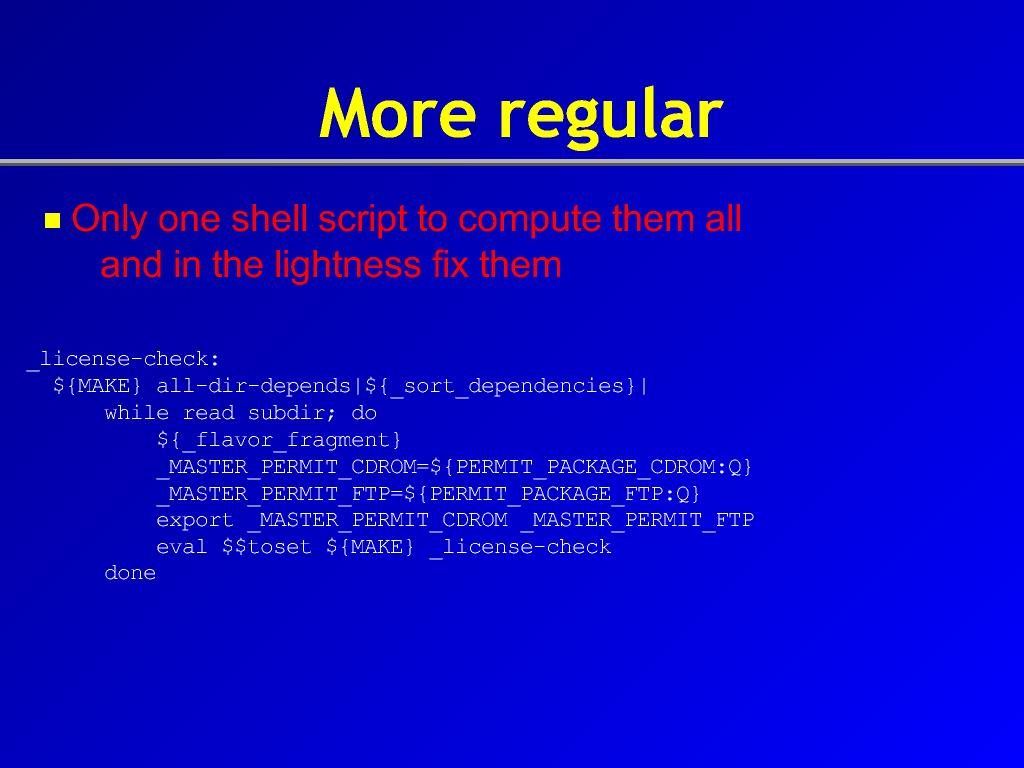 More regular
Only one shell script to compute them all
and in the lightness fix them
_license-check:
${MAKE} all-dir-depends|${_sort_dependencies}|
while read subdir; do
${_flavor_fragment}
_MASTER_PERMIT_CDROM=${PERMIT_PACKAGE_CDROM:Q}
_MASTER_PERMIT_FTP=${PERMIT_PACKAGE_FTP:Q}
export _MASTER_PERMIT_CDROM _MASTER_PERMIT_FTP
eval $$toset ${MAKE} _license-check
done